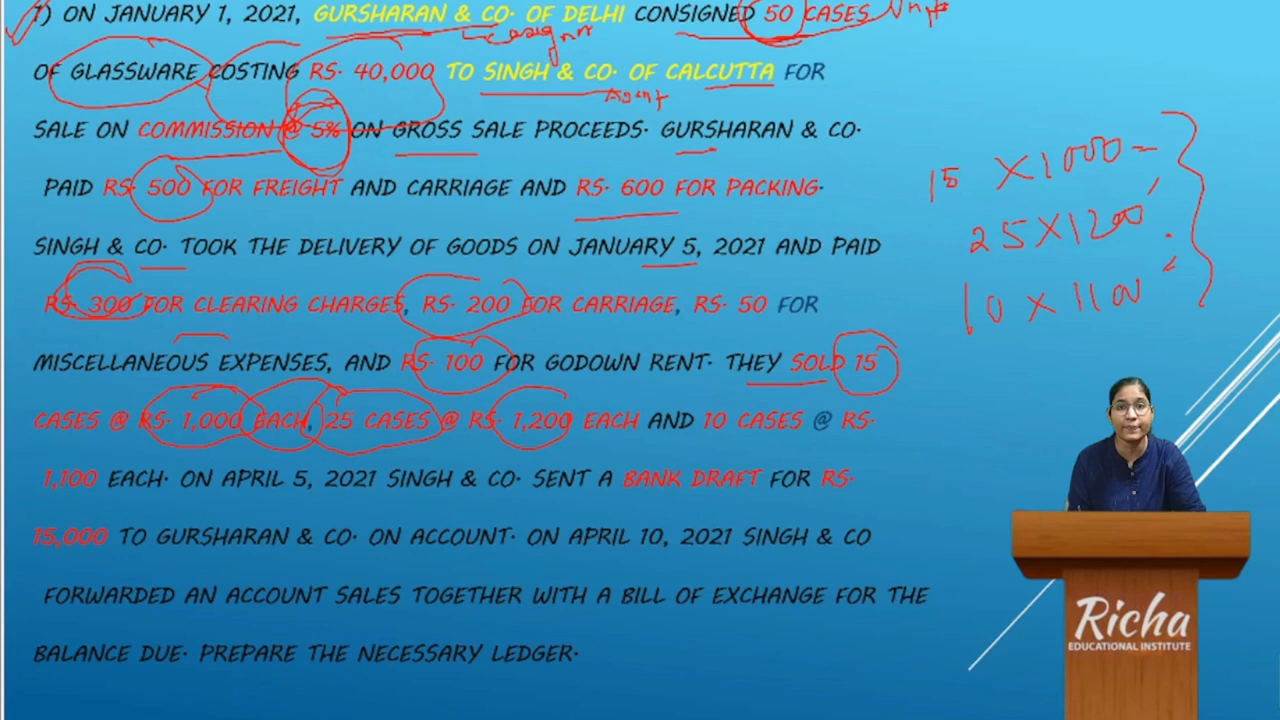 1) ON JANUARY 1, 2021, GURSHARAN & CO. OF DELHI CONSIGNED 50 CASES
OF GLASSWARE COSTING RS. 40,000 TO SINGH & CO. OF CALCUTTA FOR
Agent
SALE ON COMMISSION @ 5% ON GROSS SALE PROCEEDS. GURSHARAN & CO.
PAID RS. 500 FOR FREIGHT AND CARRIAGE AND RS. 600 FOR PACKING.
SINGH & CO. TOOK THE DELIVERY OF GOODS ON JANUARY 5, 2021 AND PAID
RS. 300 FOR CLEARING CHARGES, RS. 200 FOR CARRIAGE, RS. 50 FOR
MISCELLANEOUS EXPENSES, AND RS. 100 FOR GODOWN RENT. THEY SOLD 15
CASES @ RS. 1,000 EACH, 25 CASES @ RS. 1,200 EACH AND 10 CASES @ RS.
1,100 EACH. ON APRIL 5, 2021 SINGH & CO. SENT A BANK DRAFT FOR RS.
15,000 TO GURSHARAN & CO. ON ACCOUNT. ON APRIL 10, 2021 SINGH & CO
FORWARDED AN ACCOUNT SALES TOGETHER WITH A BILL OF EXCHANGE FOR THE
BALANCE DUE. PREPARE THE NECESSARY LEDGER.
15 X 1000 =
25 X 1200
10 X 1100
Richa
EDUCATIONAL INSTITUTE